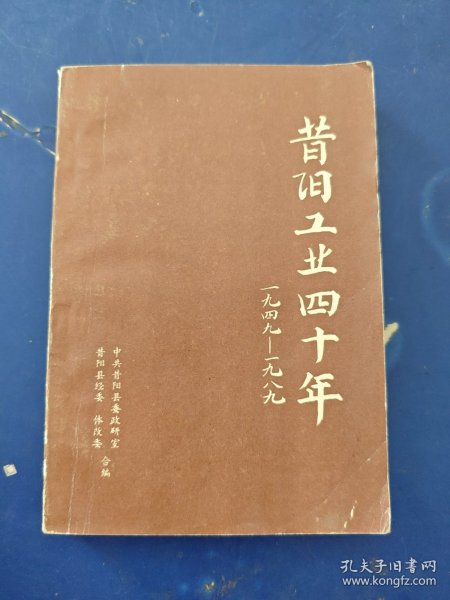 昔阳工业四十年
一九四九—一九八九
中共昔阳县委政研室
昔阳县经委 体改委
合编
孔夫子旧书网
www.kongfz.com